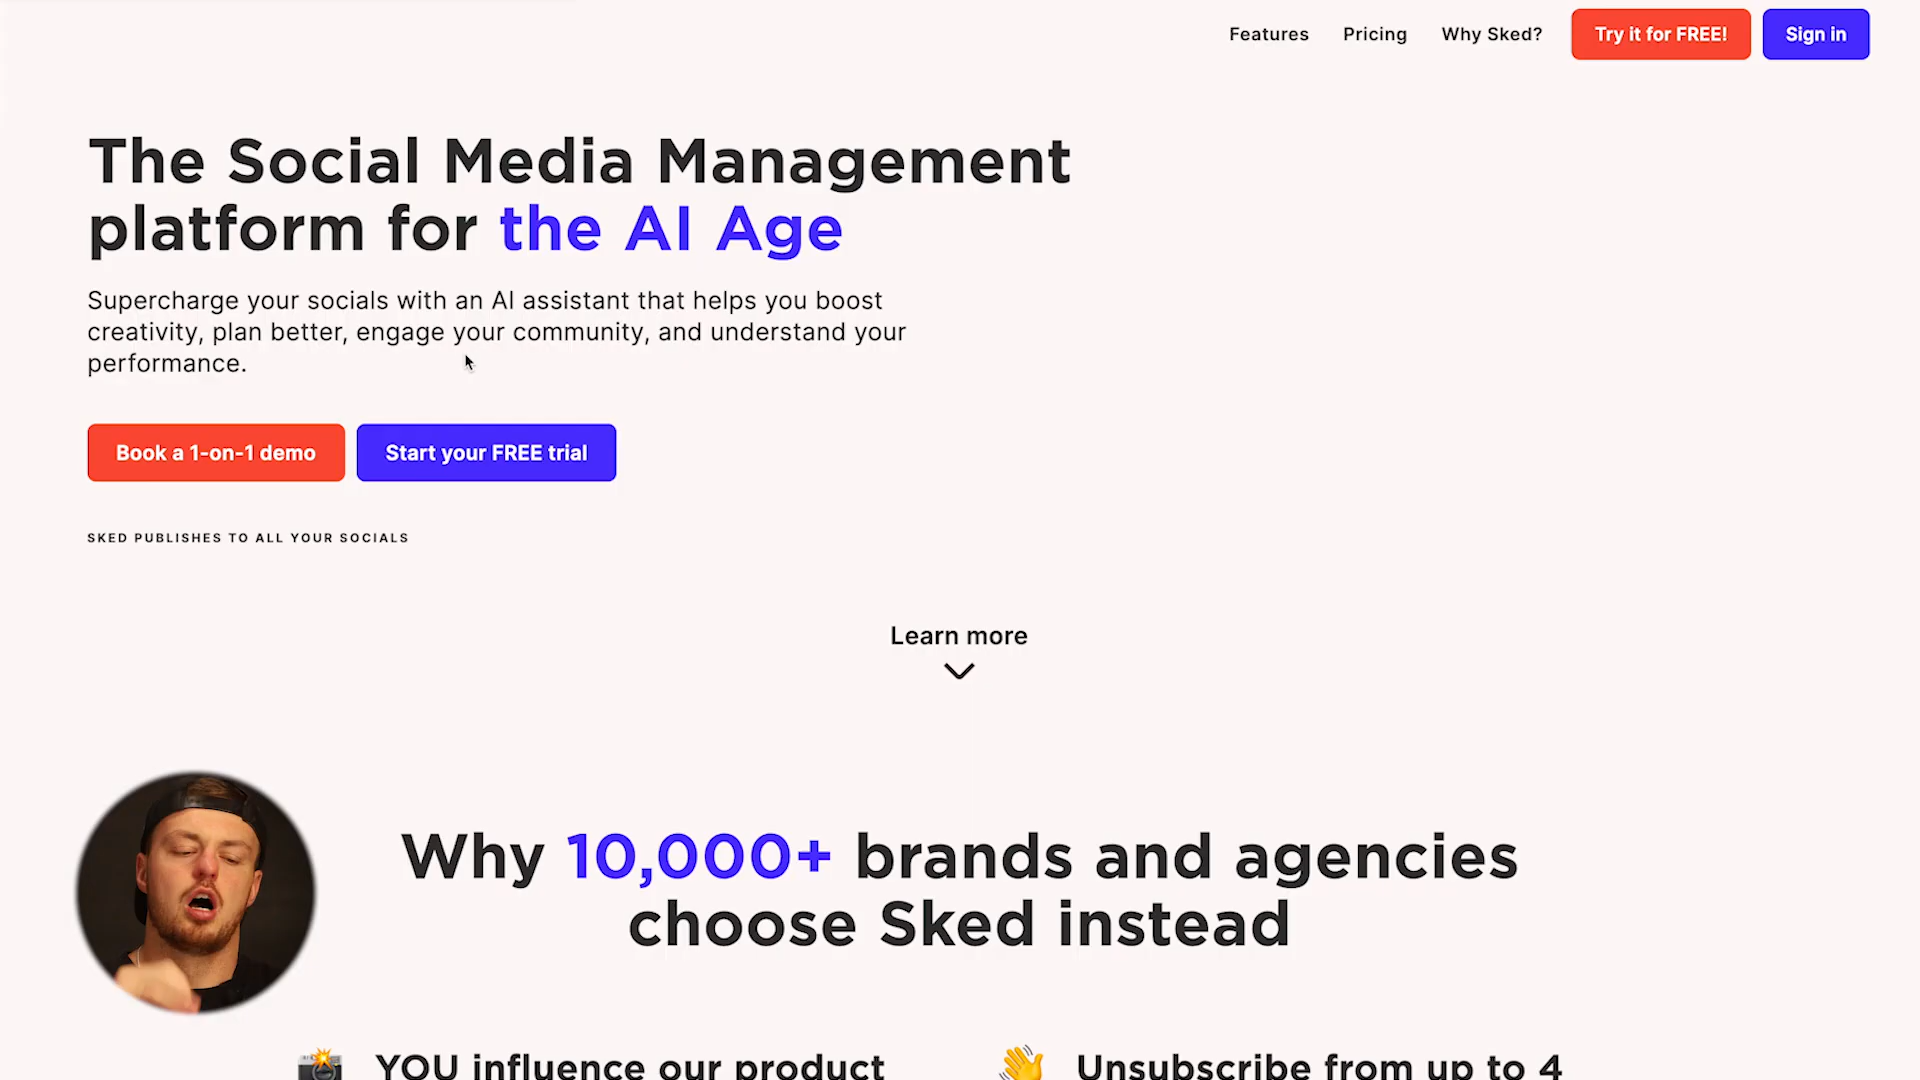 Features Pricing Why Sked? Try it for FREE! Sign in
The Social Media Management
platform for the AI Age
Supercharge your socials with an AI assistant that helps you boost
creativity, plan better, engage your community, and understand your
performance.
Book a 1-on-1 demo Start your FREE trial
SKED PUBLISHES TO ALL YOUR SOCIALS
Learn more
Why 10,000+ brands and agencies
choose Sked instead
YOU influence our product Unsubscribe from up to 4